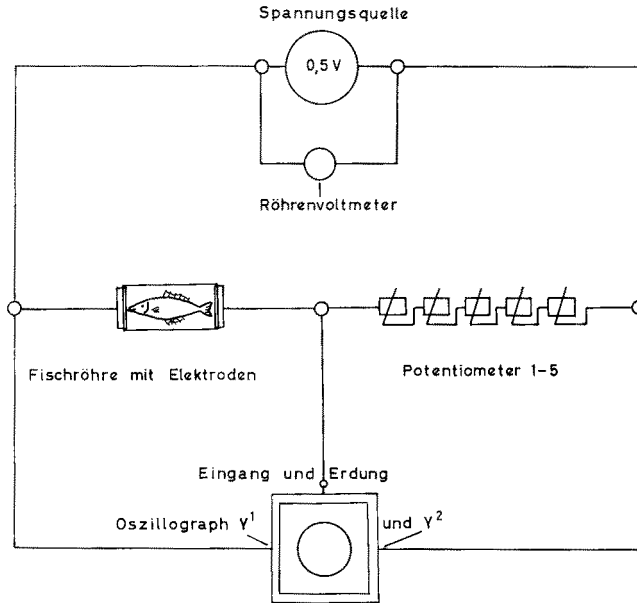 Spannungsquelle
0,5 V
Röhrenvoltmeter
Fischröhre mit Elektroden
Potentiometer 1-5
Eingang und Erdung
Oszillograph Y¹ und Y²